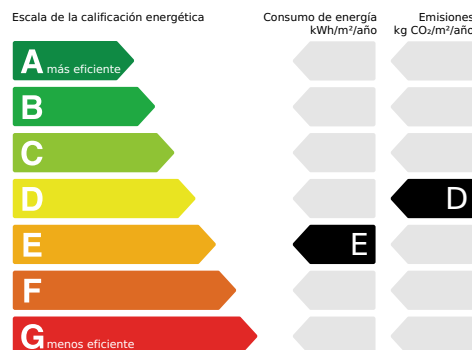 Escala de la calificación energética
Consumo de energía
kWh/m²/año
Emisiones
kg CO₂/m²/año
A más eficiente
B
C
D D
E E
F
G menos eficiente